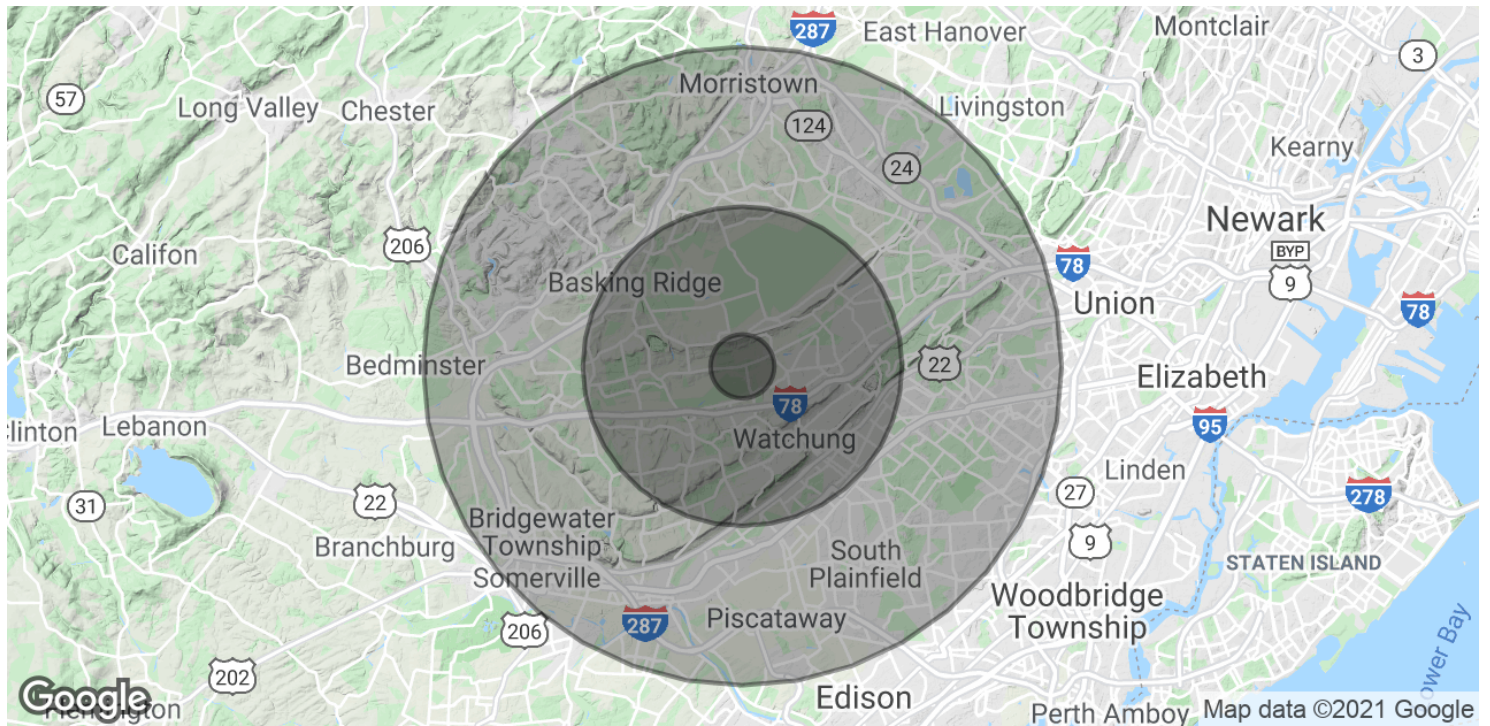 287
East Hanover
Montclair
3
57
Morristown
Long Valley
Chester
Livingston
124
Kearny
24
Newark
206
Califon
BYP
9
78
Basking Ridge
Union
78
Bedminster
22
Elizabeth
78
95
Clinton
Lebanon
Watchung
Linden
31
22
27
278
Bridgewater
Township
Branchburg
South
Plainfield
9
STATEN ISLAND
Somerville
Woodbridge
Township
206
287
Piscataway
202
Edison
Google
Perth Amboy
Map data ©2021 Google